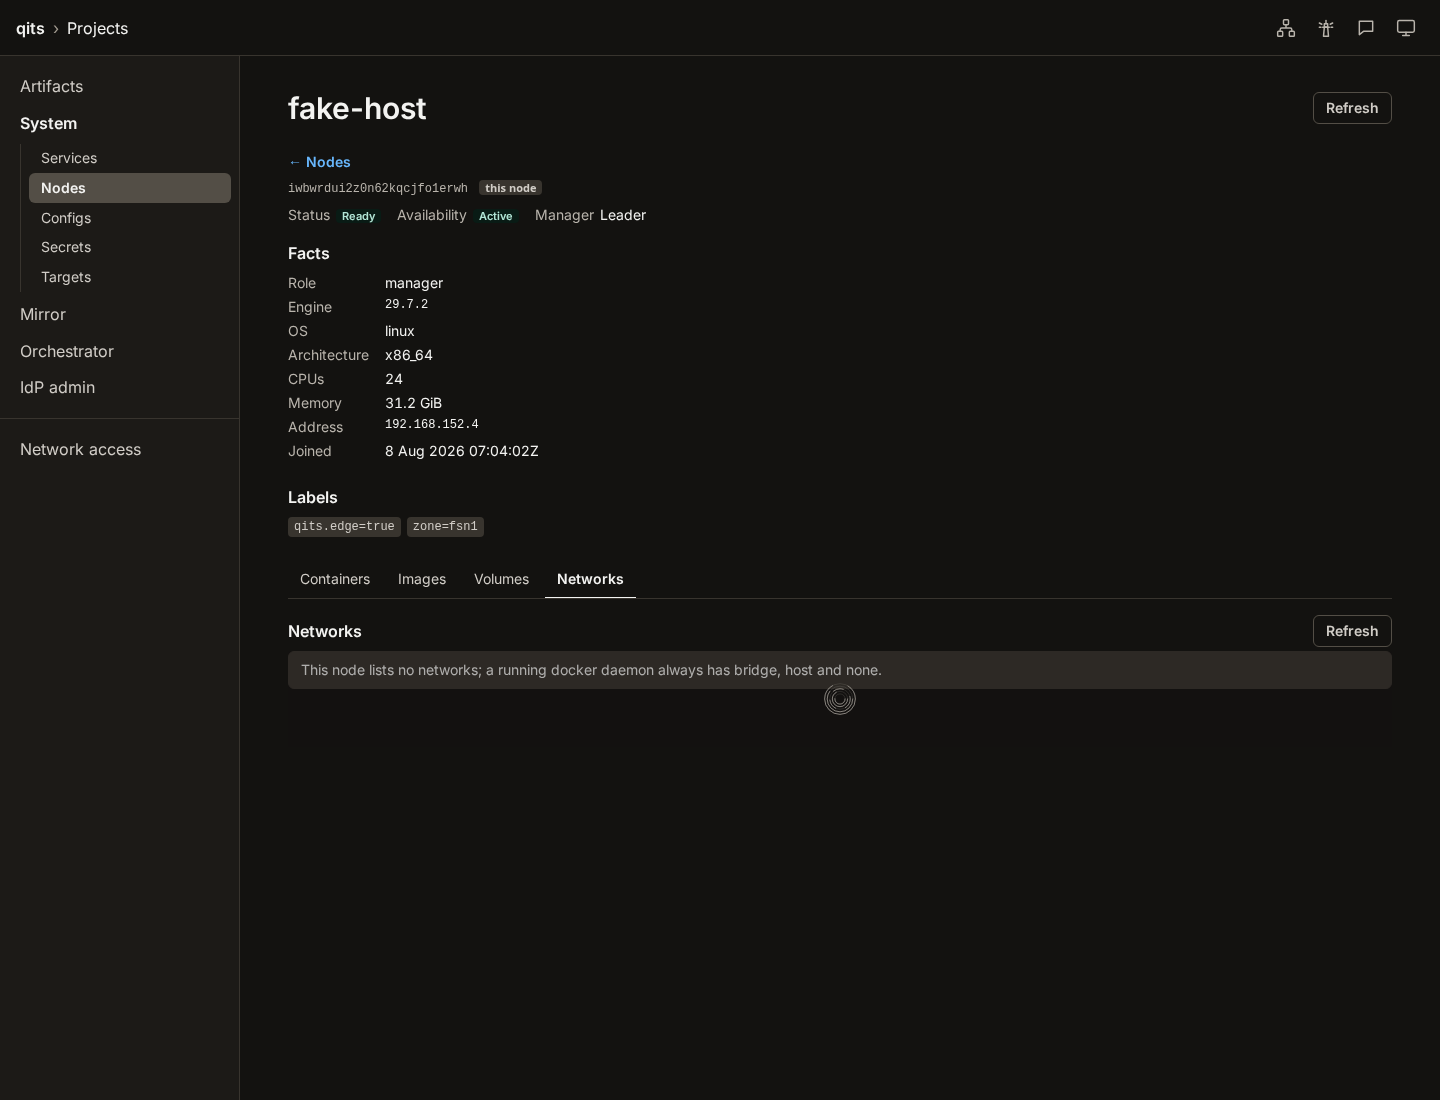 qits › Projects
Artifacts
System
Services
Nodes
Configs
Secrets
Targets
Mirror
Orchestrator
IdP admin
Network access
fake-host
Refresh
← Nodes
iwbwrdui2z0n62kqcjfo1erwh this node
Status Ready Availability Active Manager Leader
Facts
Role manager
Engine 29.7.2
OS linux
Architecture x86_64
CPUs 24
Memory 31.2 GiB
Address 192.168.152.4
Joined 8 Aug 2026 07:04:02Z
Labels
qits.edge=true zone=fsn1
Containers Images Volumes Networks
Networks
Refresh
This node lists no networks; a running docker daemon always has bridge, host and none.